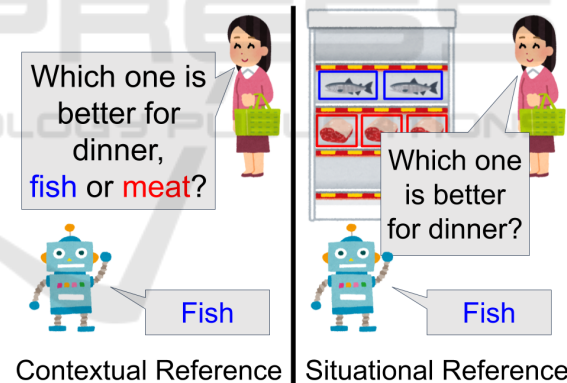 Which one is
better for
dinner,
fish or meat?
Fish
Contextual Reference
Which one
is better
for dinner?
Fish
Situational Reference